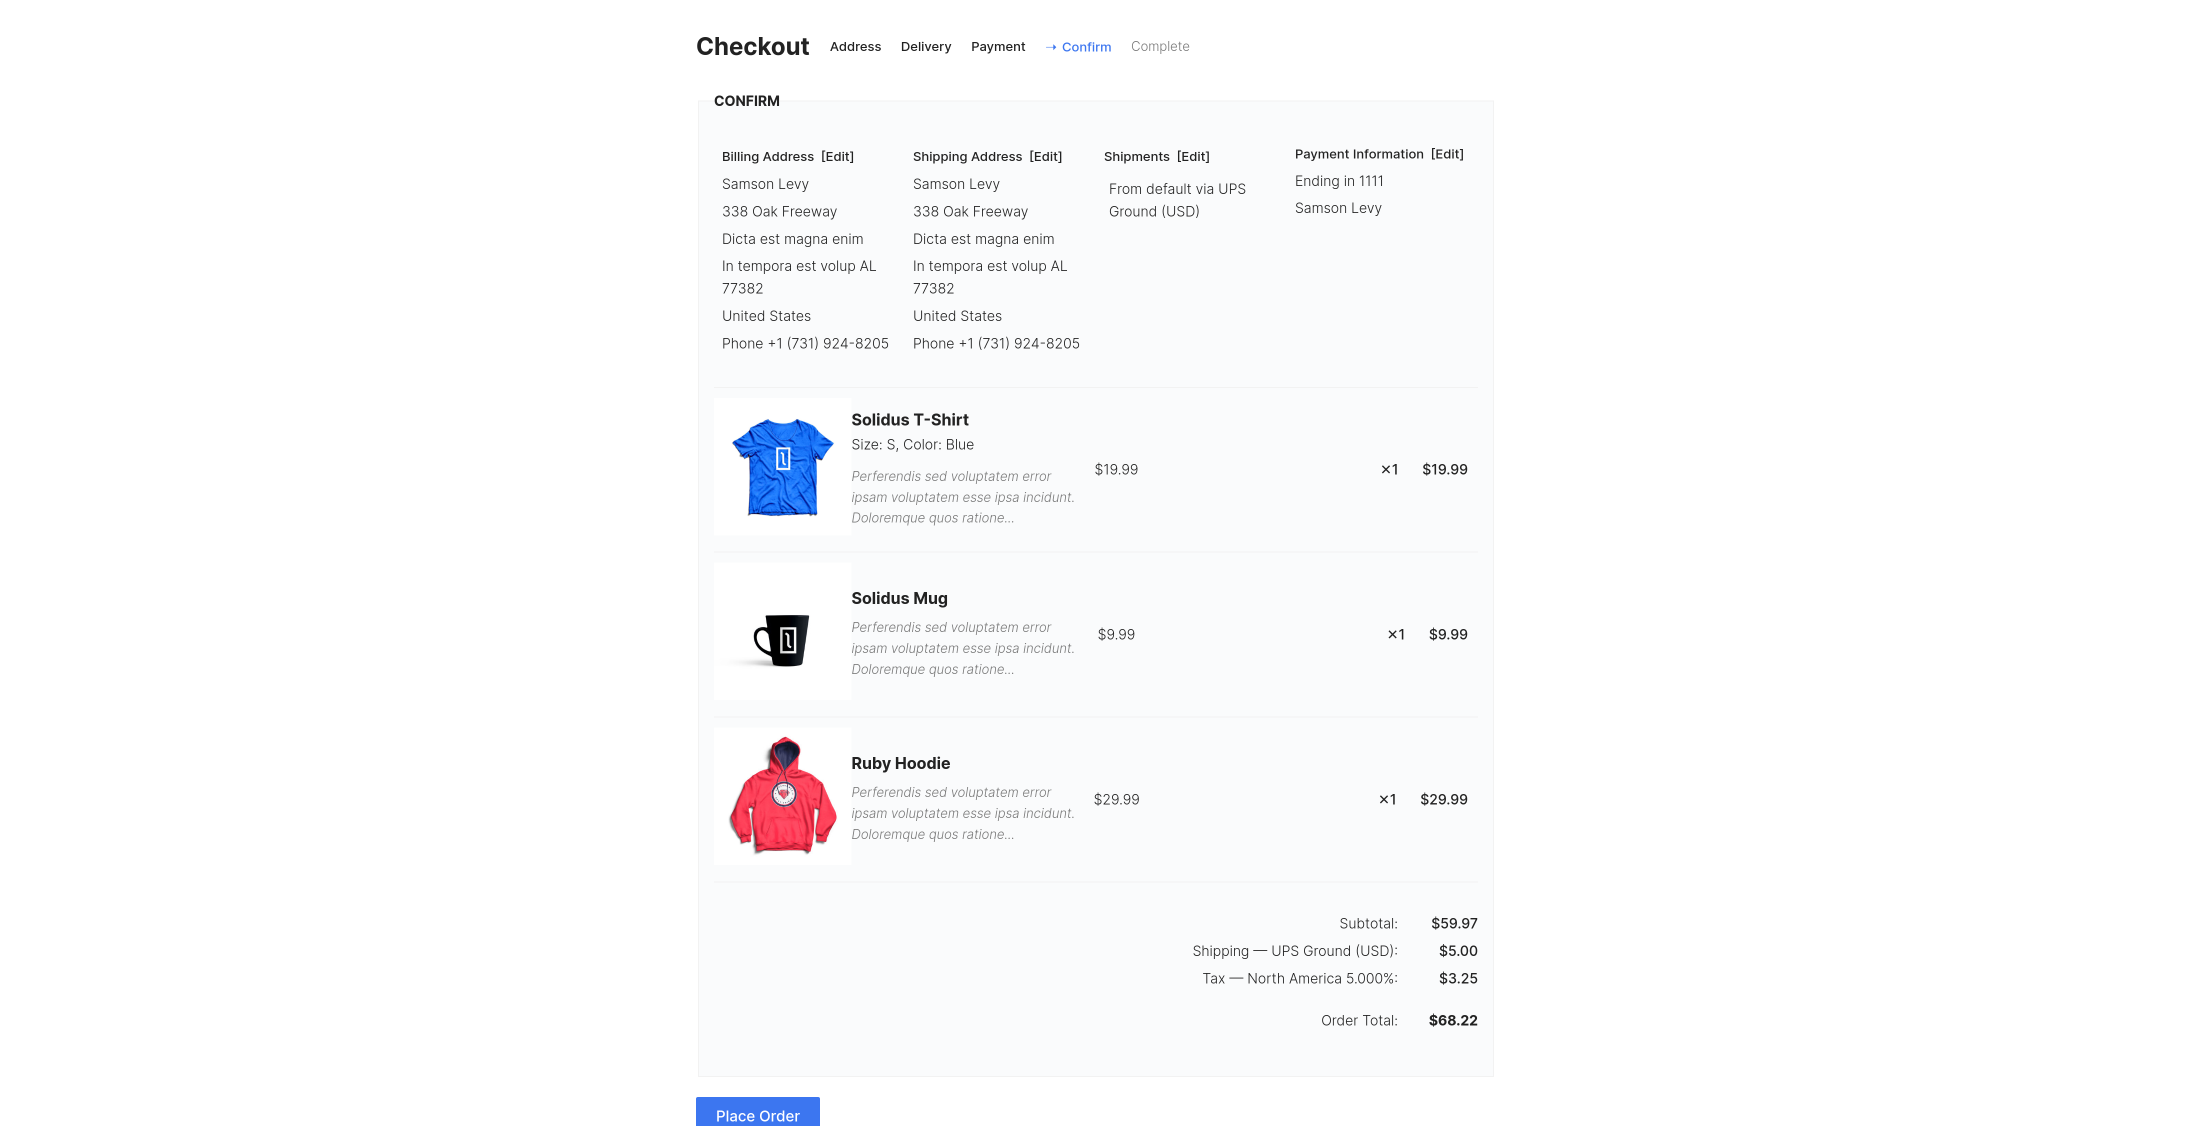 Checkout Address Delivery Payment → Confirm Complete
CONFIRM
Billing Address [Edit]
Samson Levy
338 Oak Freeway
Dicta est magna enim
In tempora est volup AL
77382
United States
Phone +1 (731) 924-8205
Shipping Address [Edit]
Samson Levy
338 Oak Freeway
Dicta est magna enim
In tempora est volup AL
77382
United States
Phone +1 (731) 924-8205
Shipments [Edit]
From default via UPS
Ground (USD)
Payment Information [Edit]
Ending in 1111
Samson Levy
Solidus T-Shirt
Size: S, Color: Blue
Perferendis sed voluptatem error
ipsam voluptatem esse ipsa incidunt.
Doloremque quos ratione...
$19.99 ×1 $19.99
Solidus Mug
Perferendis sed voluptatem error
ipsam voluptatem esse ipsa incidunt.
Doloremque quos ratione...
$9.99 ×1 $9.99
Ruby Hoodie
Perferendis sed voluptatem error
ipsam voluptatem esse ipsa incidunt.
Doloremque quos ratione...
$29.99 ×1 $29.99
Subtotal: $59.97
Shipping — UPS Ground (USD): $5.00
Tax — North America 5.000%: $3.25
Order Total: $68.22
Place Order